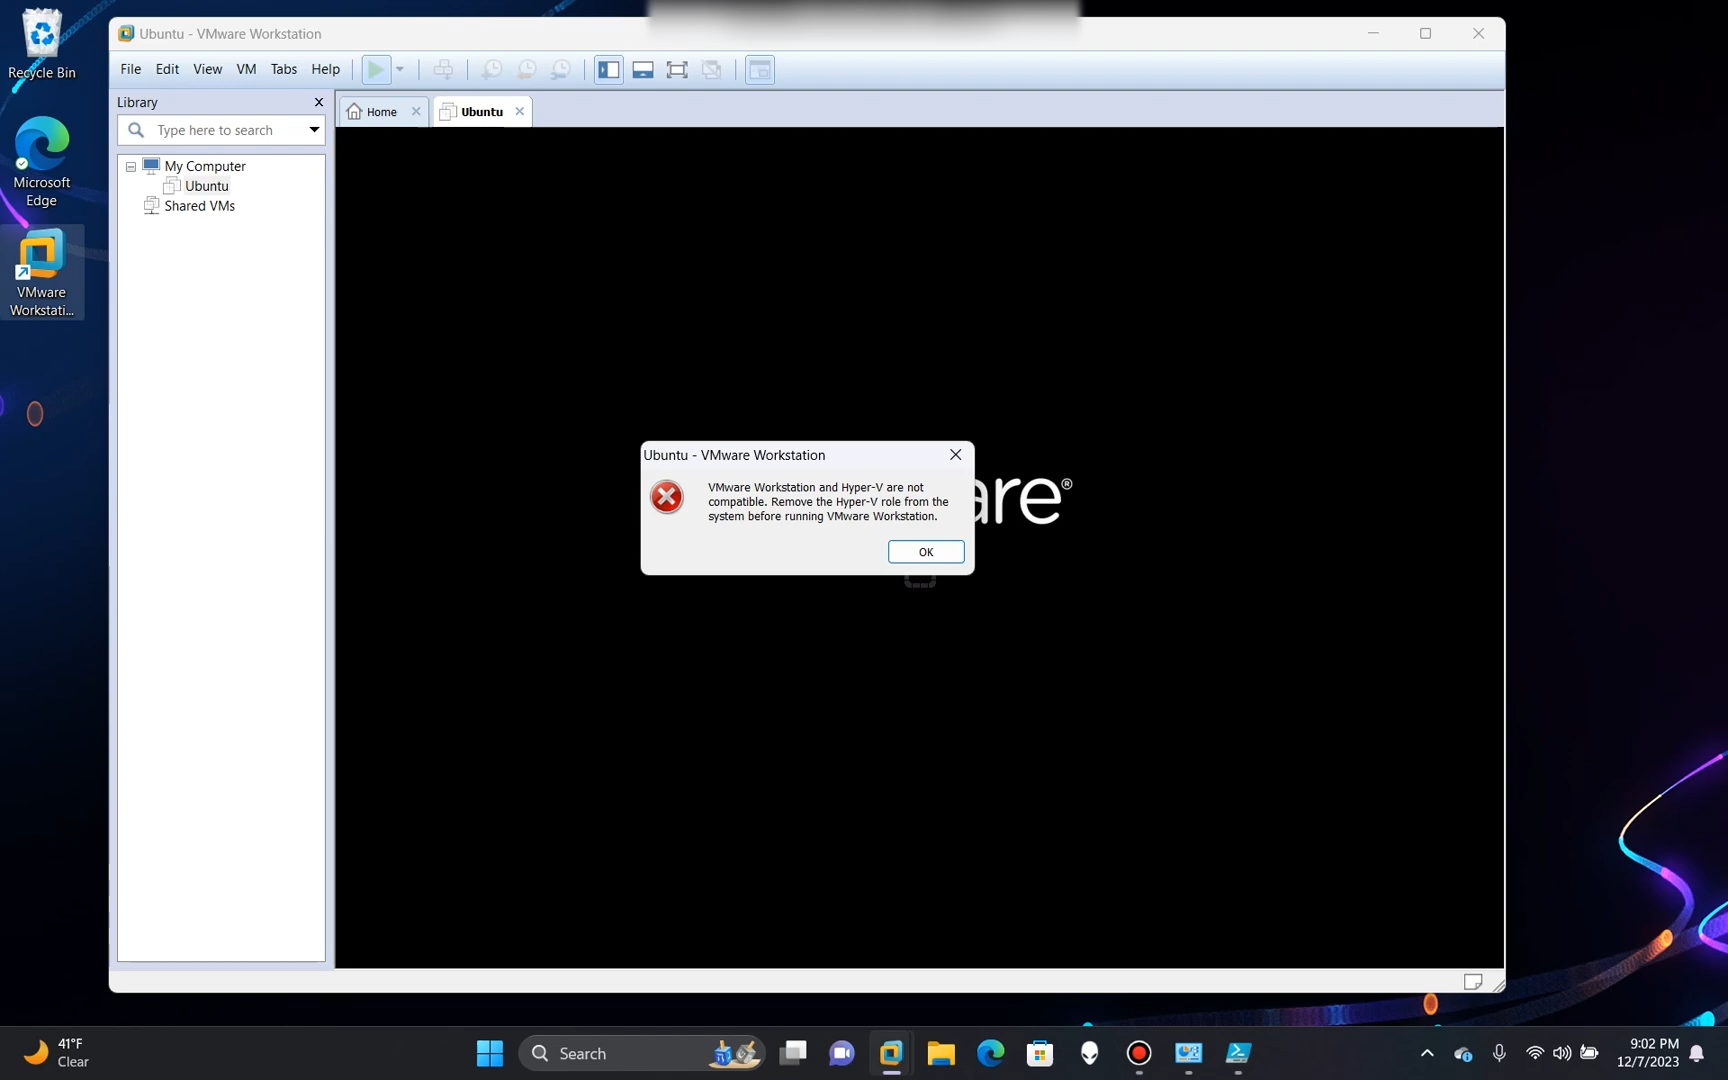 Recycle Bin
Microsoft
Edge
VMware
Workstati...
Ubuntu - VMware Workstation
File Edit View VM Tabs Help
Library
Type here to search
My Computer
Ubuntu
Shared VMs
Home
Ubuntu
Ubuntu - VMware Workstation
VMware Workstation and Hyper-V are not
compatible. Remove the Hyper-V role from the
system before running VMware Workstation.
OK
are®
41°F
Clear
Search
9:02 PM
12/7/2023